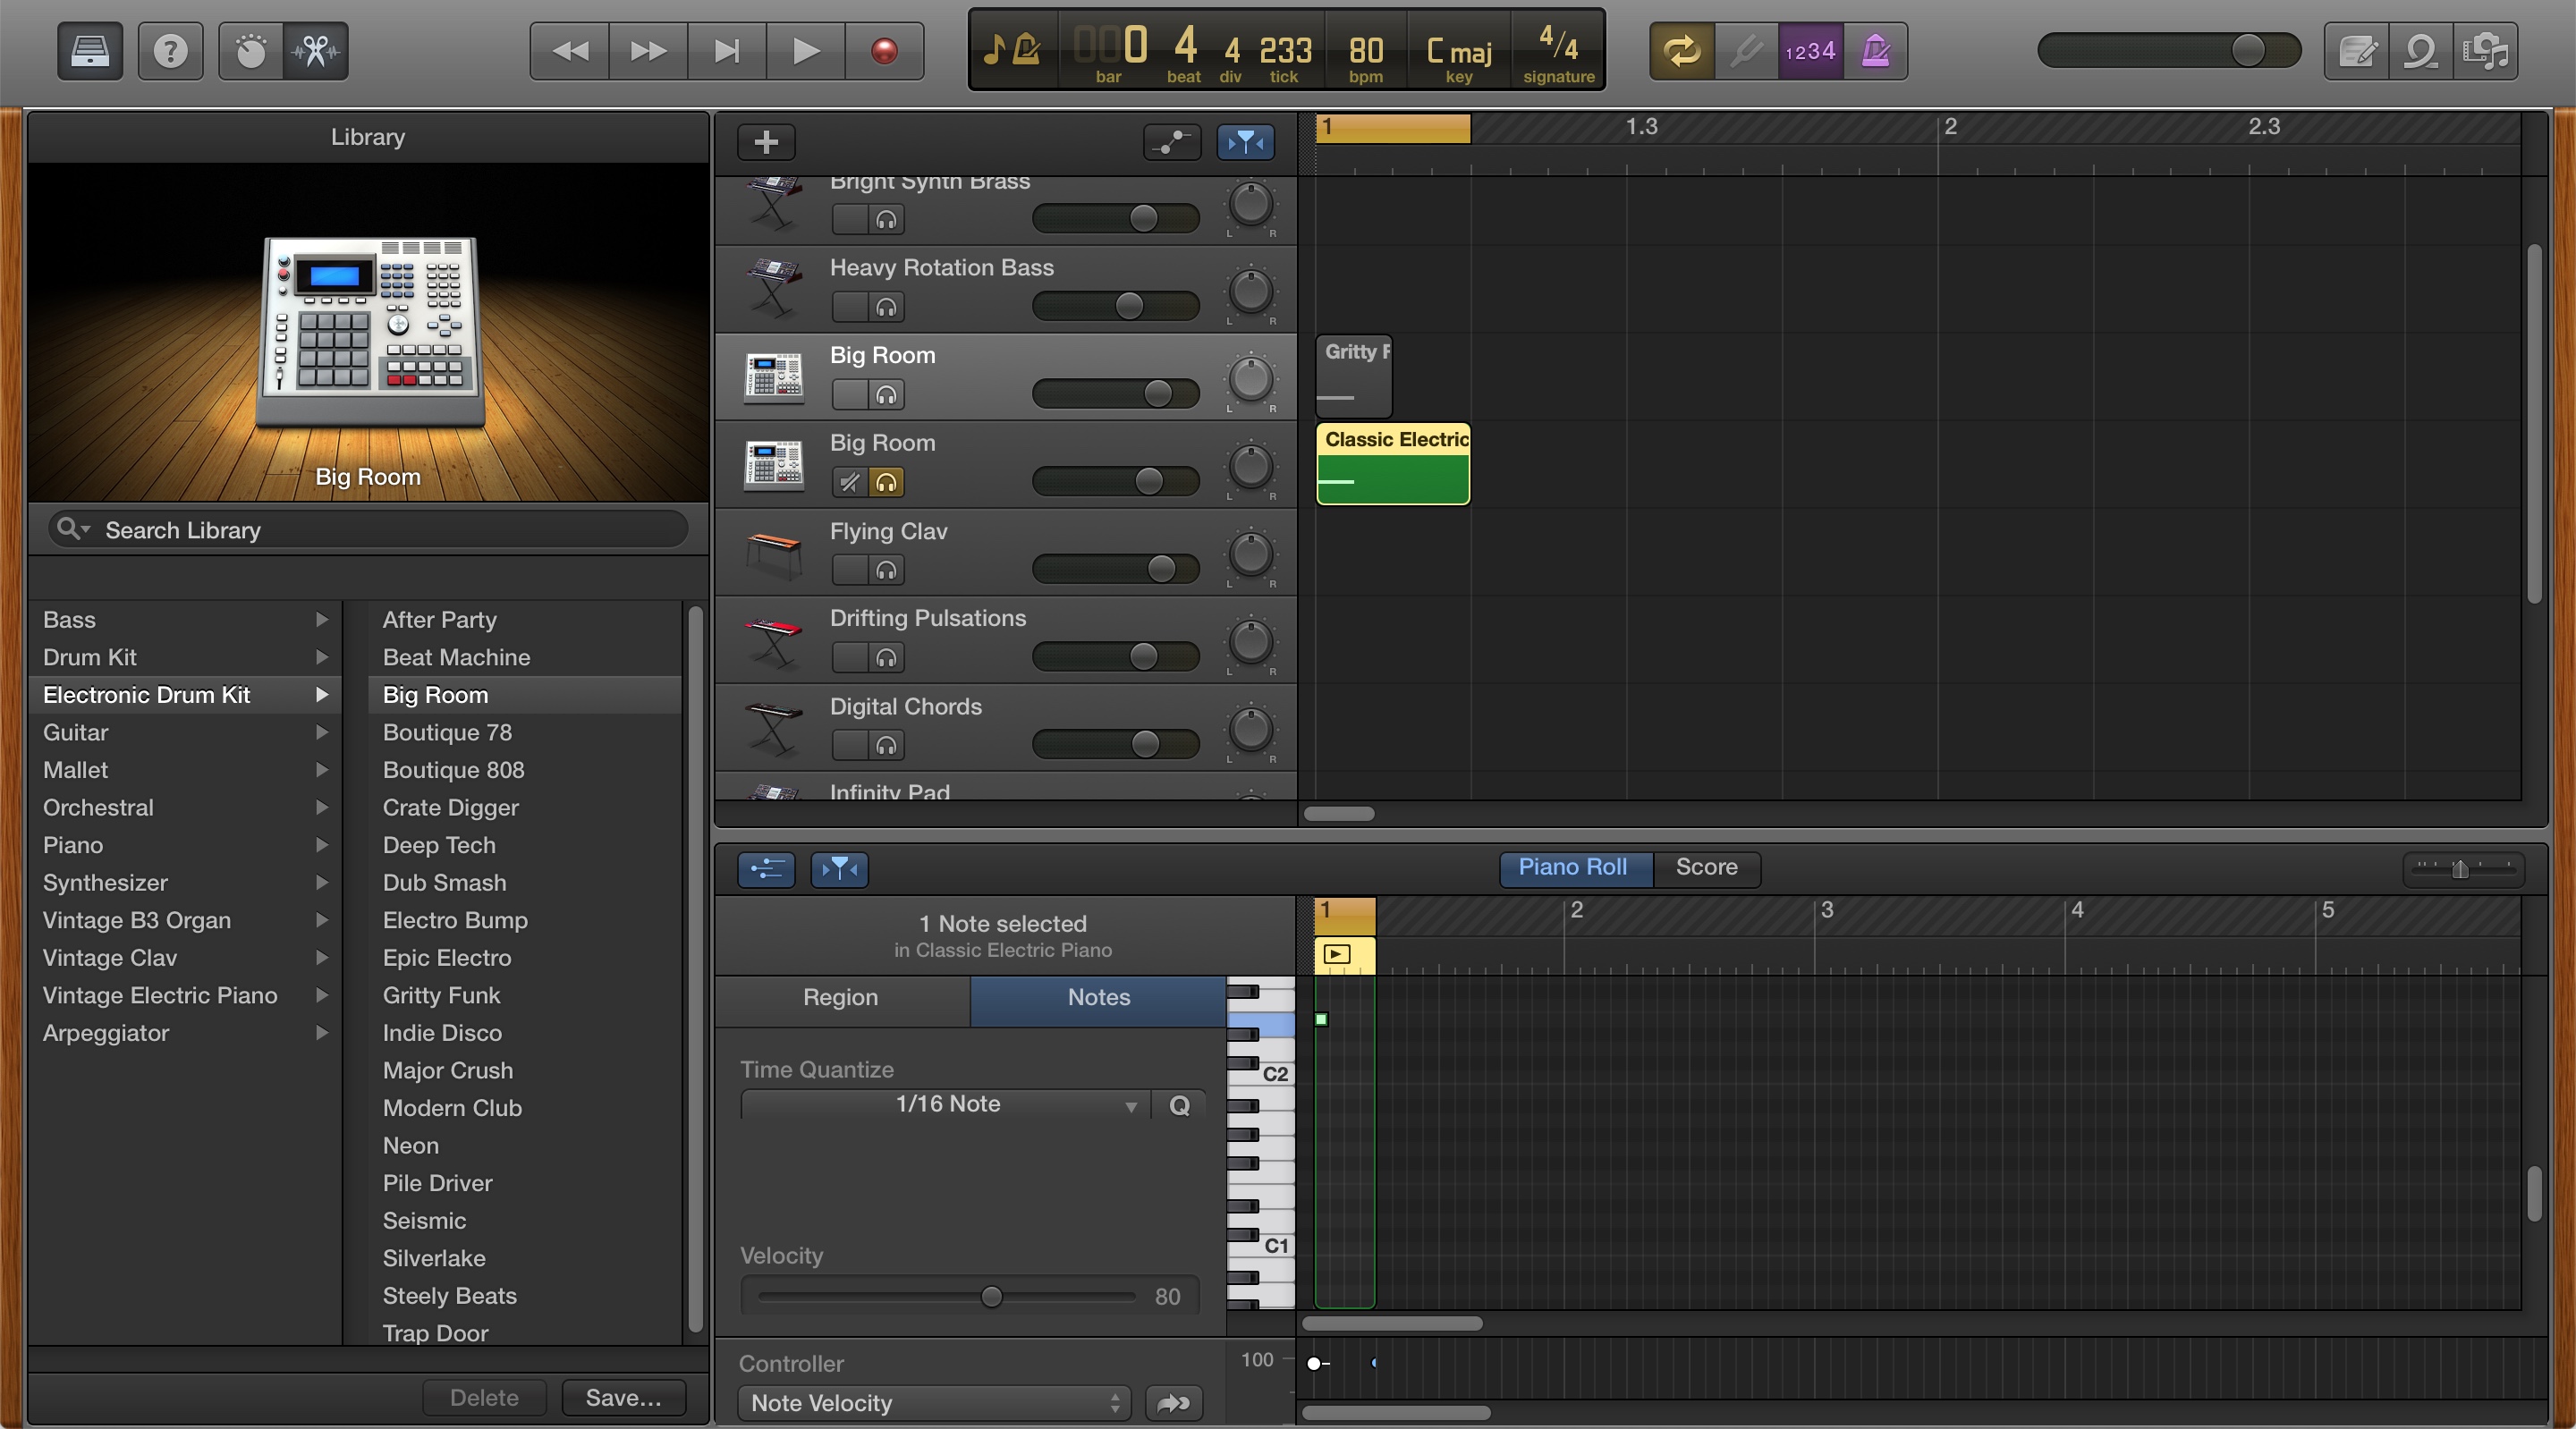 000 4 4 233 80 C maj 4/4
bar beat div tick bpm key signature
1234
Library
Big Room
Search Library
Bass
Drum Kit
Electronic Drum Kit
Guitar
Mallet
Orchestral
Piano
Synthesizer
Vintage B3 Organ
Vintage Clav
Vintage Electric Piano
Arpeggiator
After Party
Beat Machine
Big Room
Boutique 78
Boutique 808
Crate Digger
Deep Tech
Dub Smash
Electro Bump
Epic Electro
Gritty Funk
Indie Disco
Major Crush
Modern Club
Neon
Pile Driver
Seismic
Silverlake
Steely Beats
Trap Door
Delete
Save...
1 1.3 2 2.3
Bright Synth Brass
L R
Heavy Rotation Bass
L R
Big Room
L R
Gritty F
Big Room
L R
Classic Electric
Flying Clav
L R
Drifting Pulsations
L R
Digital Chords
L R
Infinity Pad
Piano Roll
Score
1 Note selected
in Classic Electric Piano
1 2 3 4 5
Region
Notes
Time Quantize
1/16 Note
Q
C2
C1
Velocity
80
Controller
Note Velocity
100